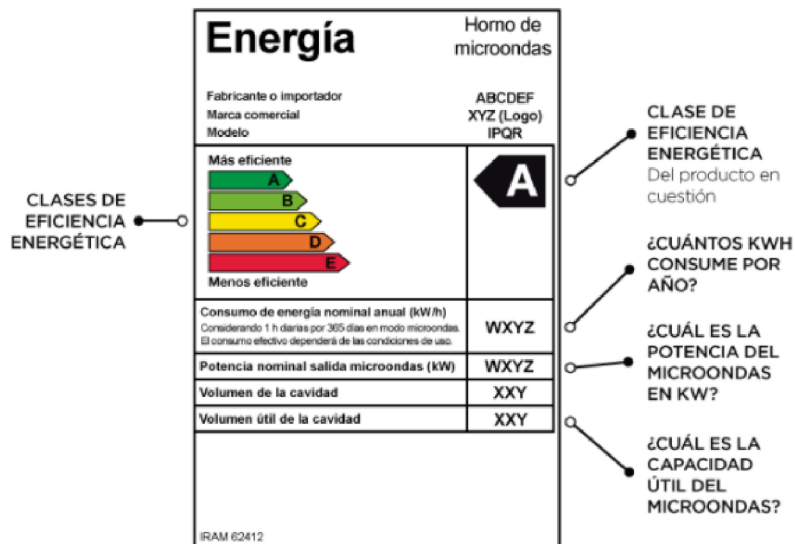 Energía
Horno de
microondas
Fabricante o importador
ABCDEF
Marca comercial
XYZ (Logo)
Modelo
IPQR
Más eficiente
A
B
C
D
E
Menos eficiente
A
Consumo de energía nominal anual (kW/h)
Considerando 1 h diarias por 365 días en modo microondas.
El consumo efectivo dependerá de las condiciones de uso.
WXYZ
Potencia nominal salida microondas (kW)
WXYZ
Volumen de la cavidad
XXY
Volumen útil de la cavidad
XXY
IRAM 62412
CLASES DE
EFICIENCIA
ENERGÉTICA
CLASE DE
EFICIENCIA
ENERGÉTICA
Del producto en
cuestión
¿CUÁNTOS KWH
CONSUME POR
AÑO?
¿CUÁL ES LA
POTENCIA DEL
MICROONDAS
EN KW?
¿CUÁL ES LA
CAPACIDAD
ÚTIL DEL
MICROONDAS?